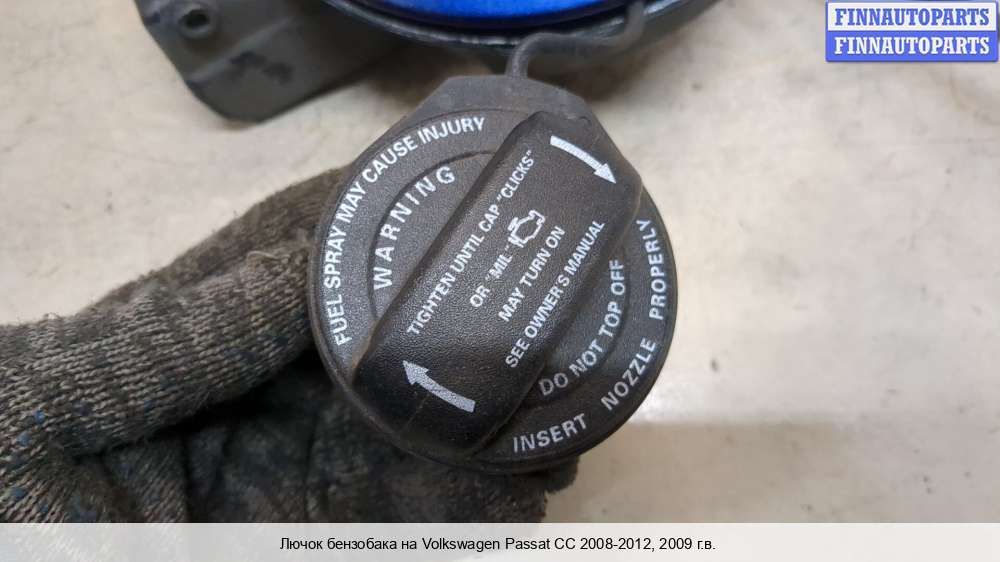 FINNAUTOPARTS
FINNAUTOPARTS
FUEL SPRAY MAY CAUSE INJURY
WARNING
TIGHTEN UNTIL CAP "CLICKS"
OR "MIL
MAY TURN ON
SEE OWNER'S MANUAL
DO NOT TOP OFF
INSERT NOZZLE PROPERLY
Лючок бензобака на Volkswagen Passat CC 2008-2012, 2009 г.в.